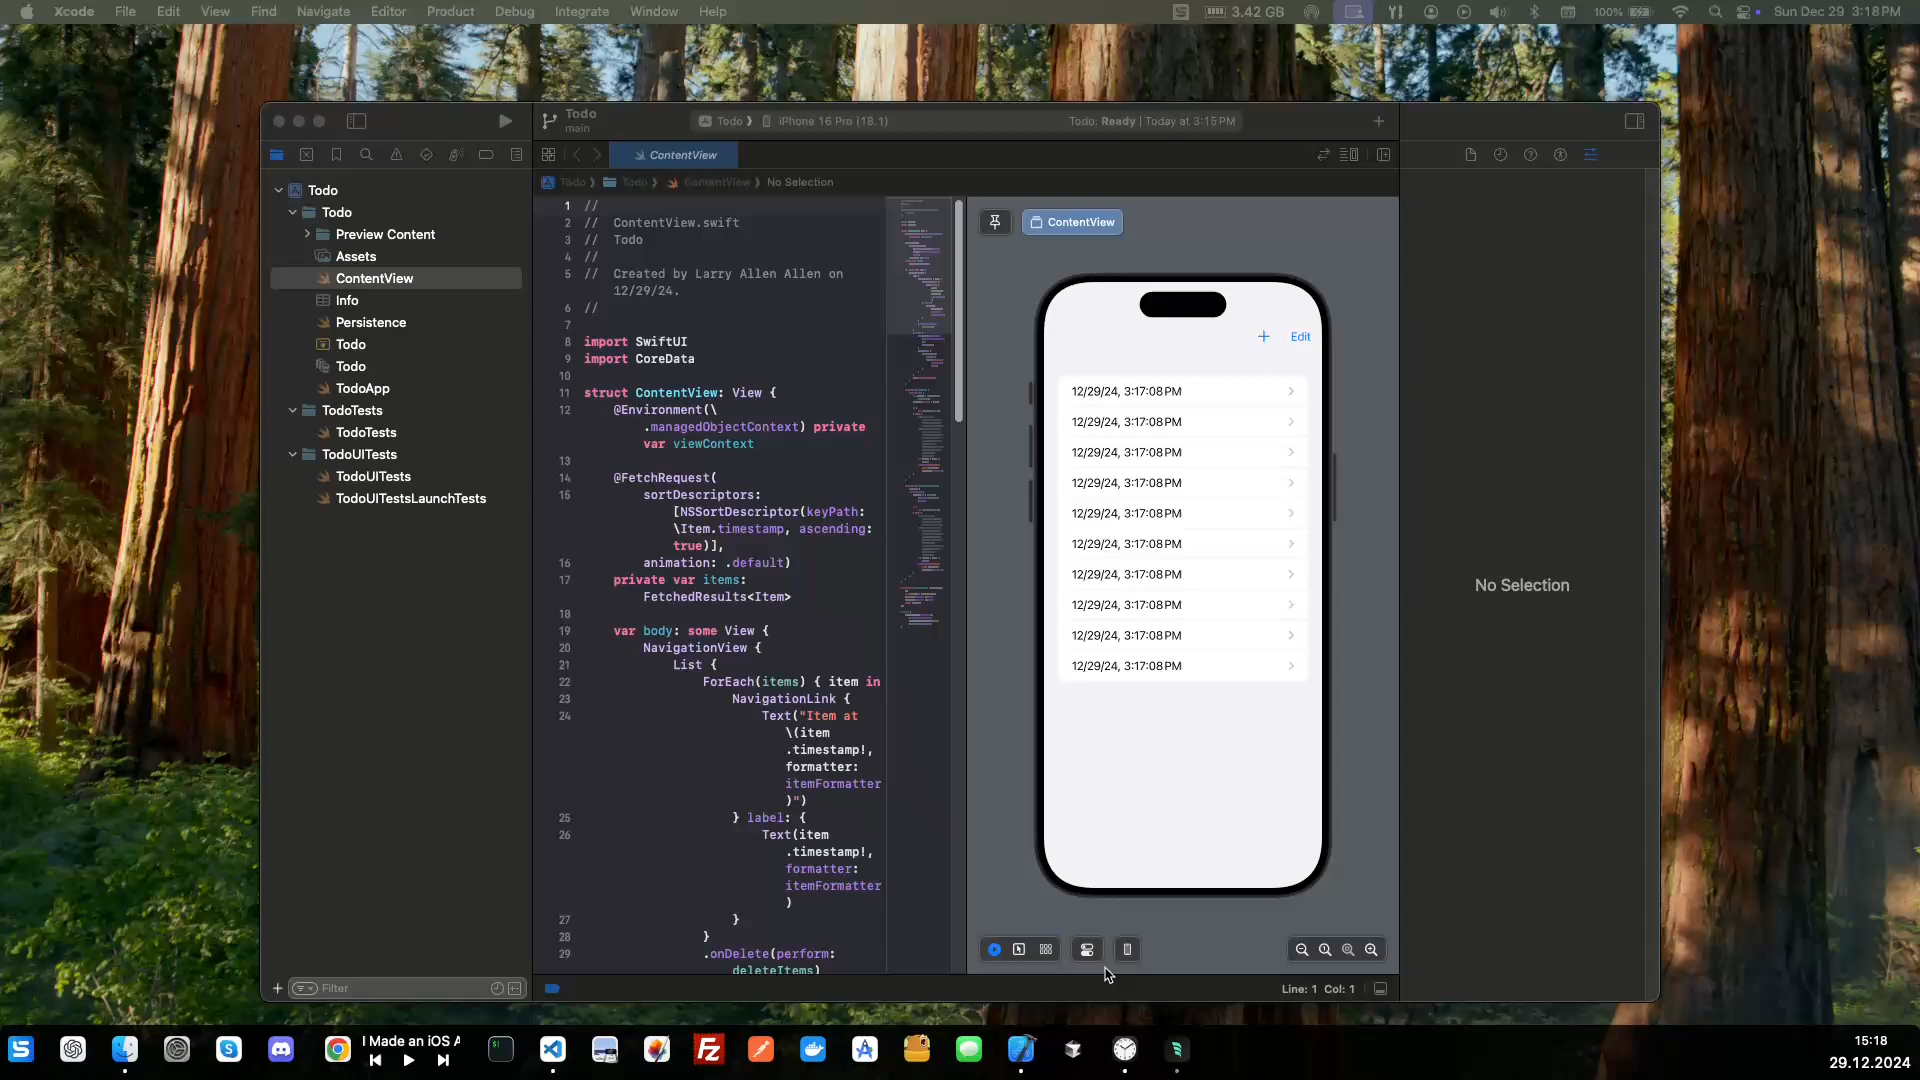 Xcode File Edit View Find Navigate Editor Product Debug Integrate Window Help
3.42 GB
100%
Sun Dec 29 3:18 PM
Todo
main
Todo
iPhone 16 Pro (18.1)
Todo: Ready | Today at 3:15 PM
ContentView
Todo
Todo
ContentView
No Selection
Todo
Todo
Preview Content
Assets
ContentView
Info
Persistence
Todo
Todo
TodoApp
TodoTests
TodoTests
TodoUITests
TodoUITests
TodoUITestsLaunchTests
Filter
1 //
2 // ContentView.swift
3 // Todo
4 //
5 // Created by Larry Allen Allen on
12/29/24.
6 //
7
8 import SwiftUI
9 import CoreData
10
11 struct ContentView: View {
12 @Environment(\
.managedObjectContext) private
var viewContext
13
14 @FetchRequest(
15 sortDescriptors:
[NSSortDescriptor(keyPath:
\Item.timestamp, ascending:
true)],
16 animation: .default)
17 private var items:
FetchedResults<Item>
18
19 var body: some View {
20 NavigationView {
21 List {
22 ForEach(items) { item in
23 NavigationLink {
24 Text("Item at
\(item
.timestamp!,
formatter:
itemFormatter
)")
25 } label: {
26 Text(item
.timestamp!,
formatter:
itemFormatter
)
27 }
28 }
29 .onDelete(perform:
deleteItems)
ContentView
+ Edit
12/29/24, 3:17:08 PM
12/29/24, 3:17:08 PM
12/29/24, 3:17:08 PM
12/29/24, 3:17:08 PM
12/29/24, 3:17:08 PM
12/29/24, 3:17:08 PM
12/29/24, 3:17:08 PM
12/29/24, 3:17:08 PM
12/29/24, 3:17:08 PM
12/29/24, 3:17:08 PM
Line: 1 Col: 1
No Selection
I Made an iOS A
15:18
29.12.2024